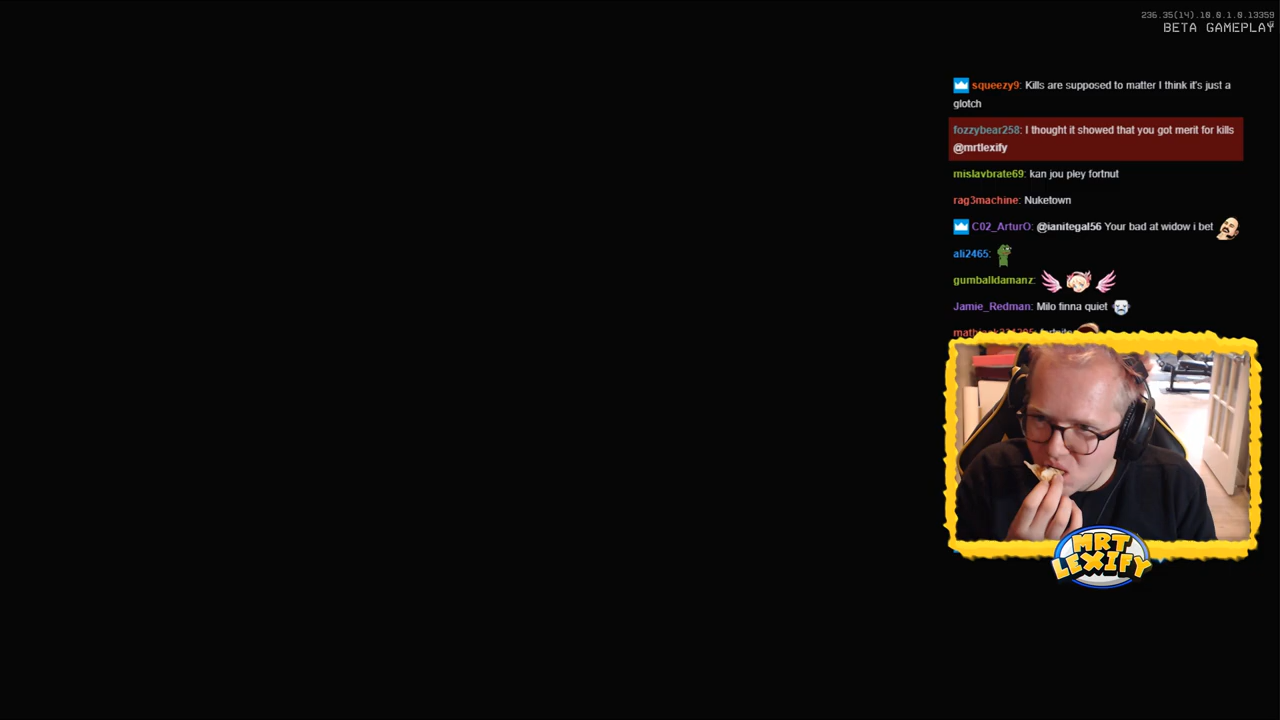 236.35(14).10.0.1.0.13359
BETA GAMEPLAY
squeezy9: Kills are supposed to matter I think it's just a
glotch
fozzybear258: I thought it showed that you got merit for kills
@mrtlexify
mislavbrate69: kan jou pley fortnut
rag3machine: Nuketown
C02_ArturO: @ianitegal56 Your bad at widow i bet
ali2465:
gumballdamanz:
Jamie_Redman: Milo finna quiet
MRT
LEXIFY